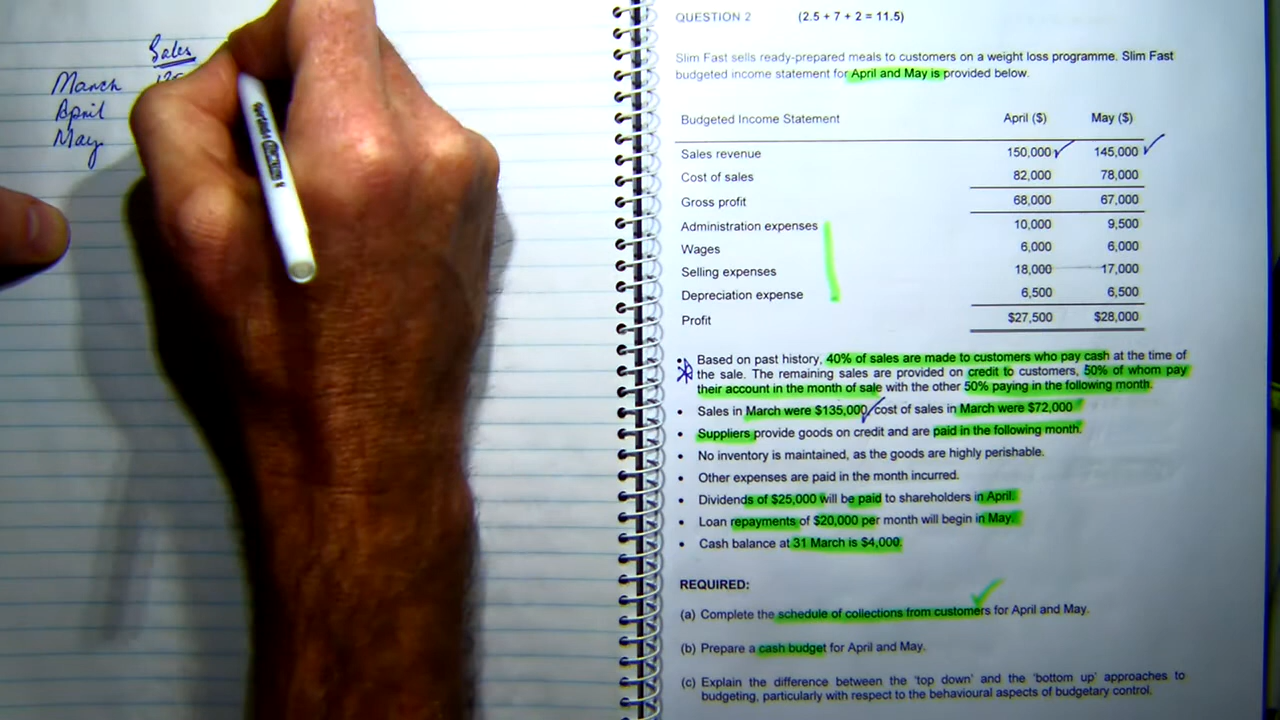 Sales
March
April
May
QUESTION 2 (2.5 + 7 + 2 = 11.5)
Slim Fast sells ready-prepared meals to customers on a weight loss programme. Slim Fast
budgeted income statement for April and May is provided below.
Budgeted Income Statement April ($) May ($)
Sales revenue 150,000 145,000
Cost of sales 82,000 78,000
Gross profit 68,000 67,000
Administration expenses 10,000 9,500
Wages 6,000 6,000
Selling expenses 18,000 17,000
Depreciation expense 6,500 6,500
Profit $27,500 $28,000
• Based on past history, 40% of sales are made to customers who pay cash at the time of
the sale. The remaining sales are provided on credit to customers, 50% of whom pay
their account in the month of sale with the other 50% paying in the following month.
• Sales in March were $135,000, cost of sales in March were $72,000
• Suppliers provide goods on credit and are paid in the following month.
• No inventory is maintained, as the goods are highly perishable.
• Other expenses are paid in the month incurred.
• Dividends of $25,000 will be paid to shareholders in April.
• Loan repayments of $20,000 per month will begin in May.
• Cash balance at 31 March is $4,000.
REQUIRED:
(a) Complete the schedule of collections from customers for April and May.
(b) Prepare a cash budget for April and May.
(c) Explain the difference between the 'top down' and the 'bottom up' approaches to
budgeting, particularly with respect to the behavioural aspects of budgetary control.